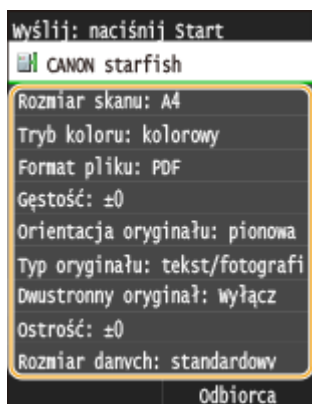 Wyślij: naciśnij Start
CANON starfish
Rozmiar skanu: A4
Tryb koloru: kolorowy
Format pliku: PDF
Gęstość: ±0
Orientacja oryginału: pionowa
Typ oryginału: tekst/fotografi
Dwustronny oryginał: Wyłącz
Ostrość: ±0
Rozmiar danych: standardowy
Odbiorca